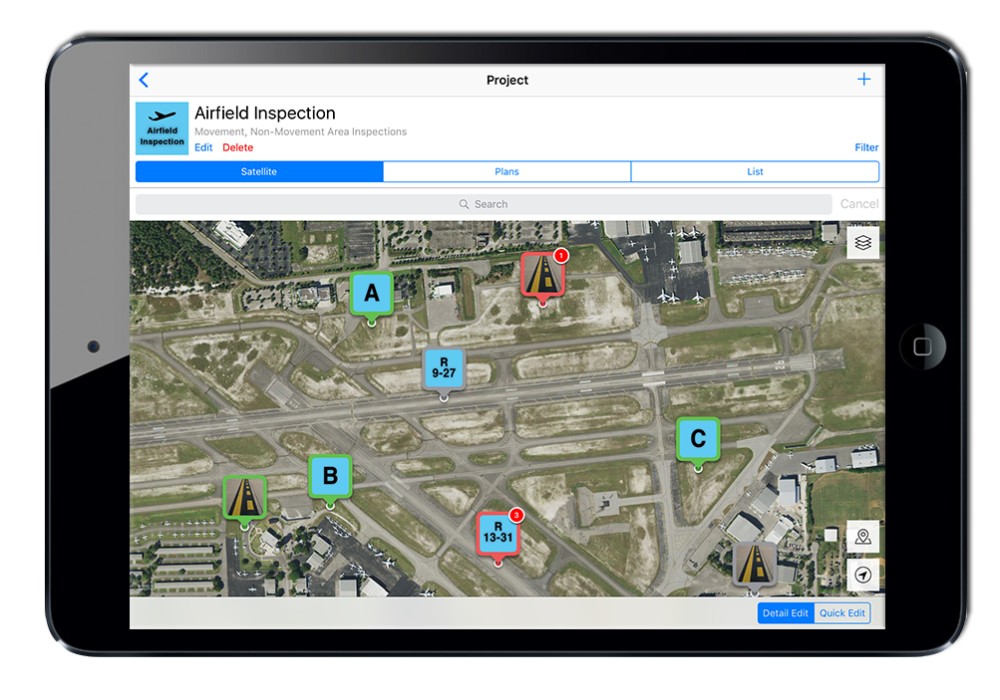 Project
Airfield
Inspection
Airfield Inspection
Movement, Non-Movement Area Inspections
Edit Delete
Filter
Satellite
Plans
List
Search
Cancel
1
A
R
9-27
C
B
3
R
13-31
Detail Edit
Quick Edit